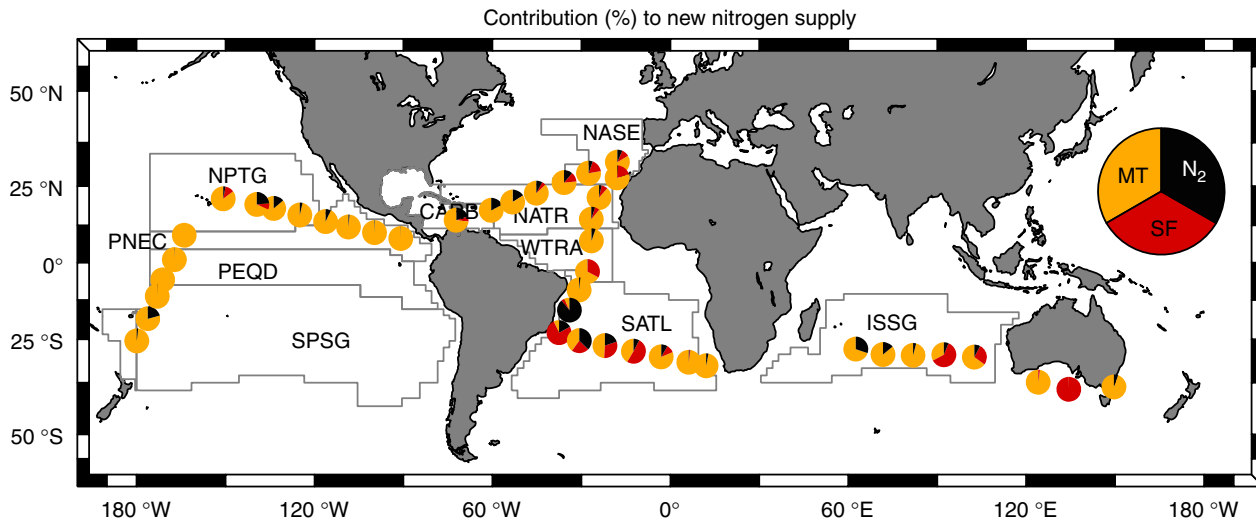 Contribution (%) to new nitrogen supply
50 °N
25 °N
0°
25 °S
50 °S
NASE
NPTG
CARB
NATR
PNEC
WTRA
PEQD
SPSG
SATL
ISSG
MT
N₂
SF
180 °W
120 °W
60 °W
0°
60 °E
120 °E
180 °W